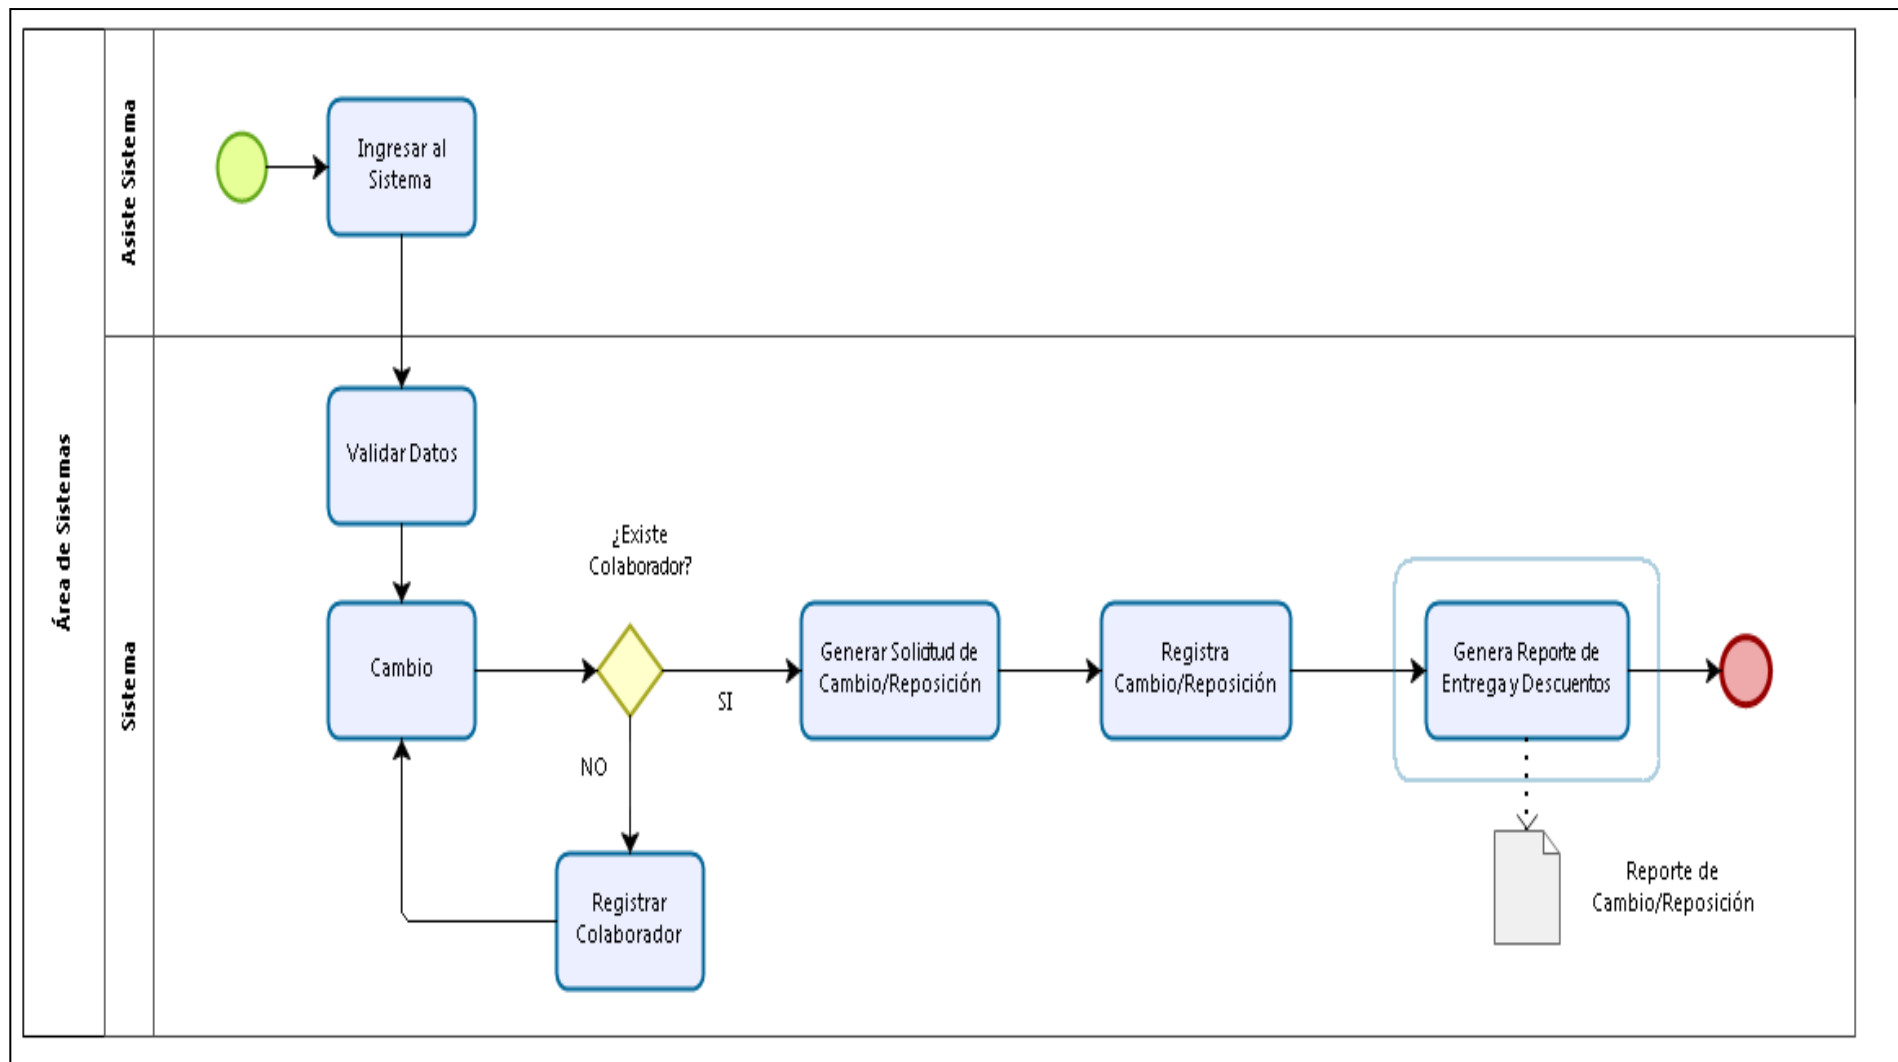 Área de Sistemas
Asiste Sistema
Ingresar al
Sistema
Sistema
Validar Datos
Cambio
¿Existe
Colaborador?
SI
NO
Registrar
Colaborador
Generar Solicitud de
Cambio/Reposición
Registra
Cambio/Reposición
Genera Reporte de
Entrega y Descuentos
Reporte de
Cambio/Reposición